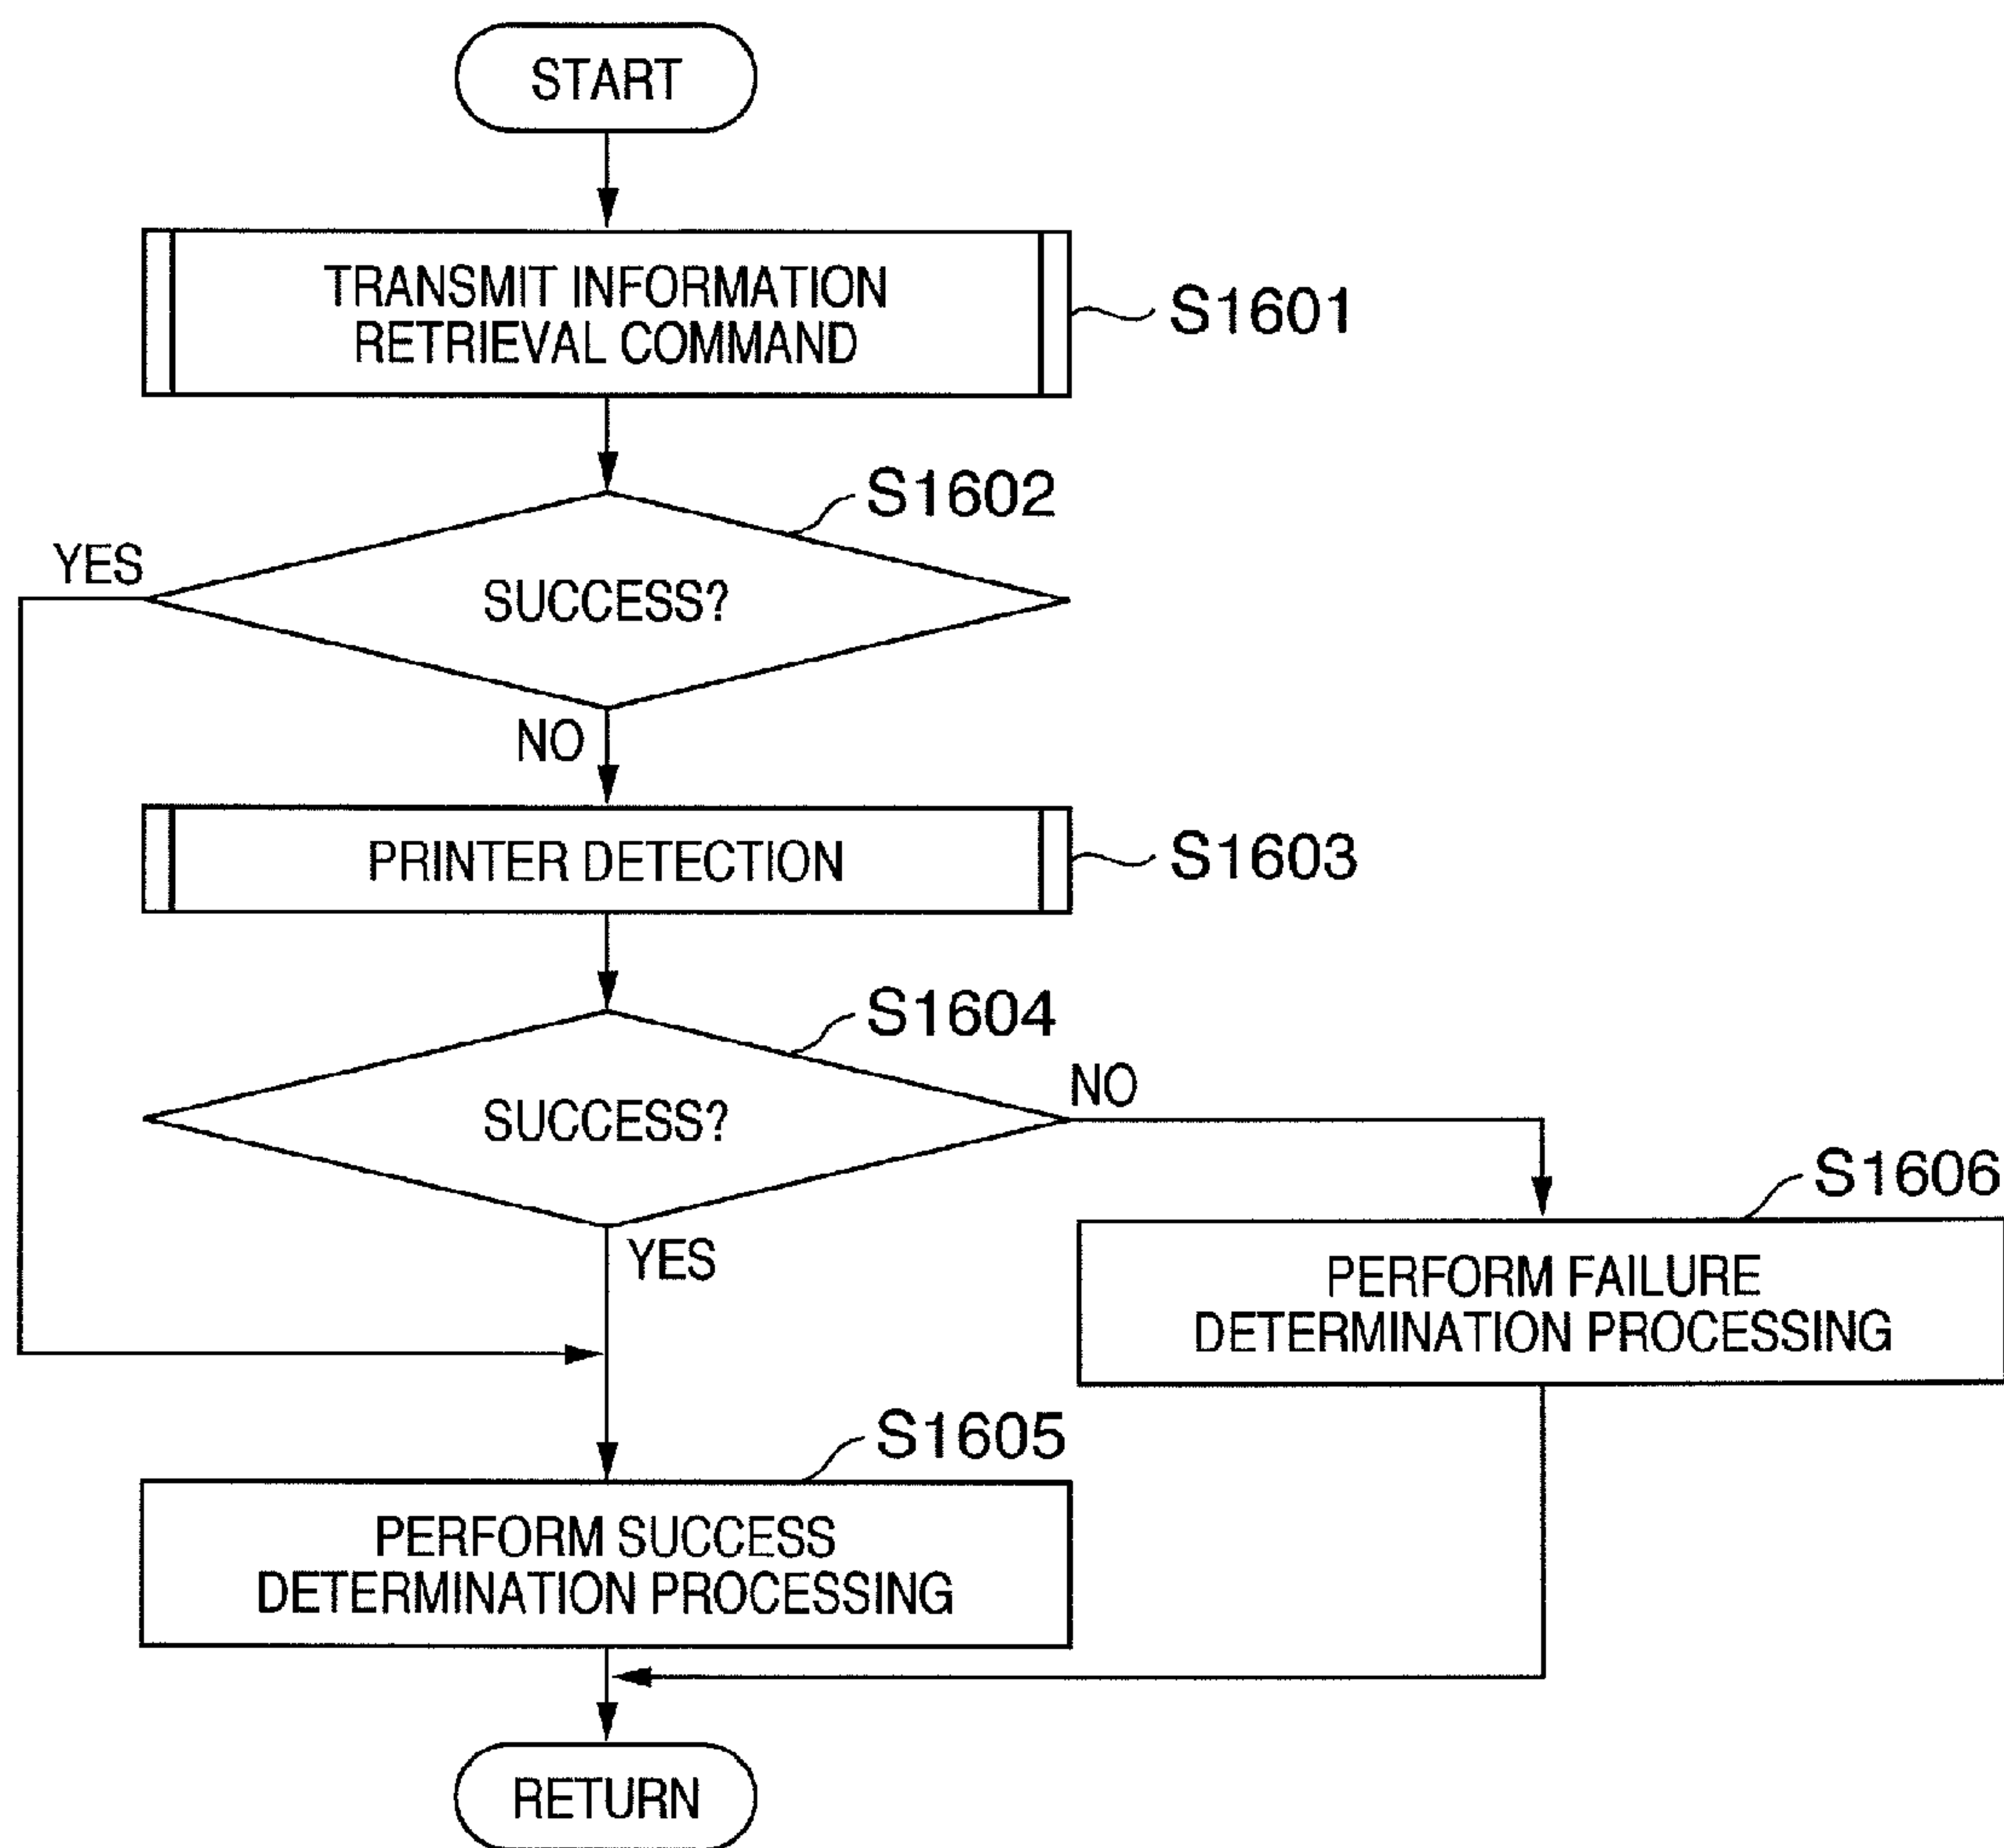 START
TRANSMIT INFORMATION
RETRIEVAL COMMAND
S1601
S1602
YES
SUCCESS?
NO
PRINTER DETECTION
S1603
S1604
NO
SUCCESS?
YES
S1606
PERFORM FAILURE
DETERMINATION PROCESSING
S1605
PERFORM SUCCESS
DETERMINATION PROCESSING
RETURN